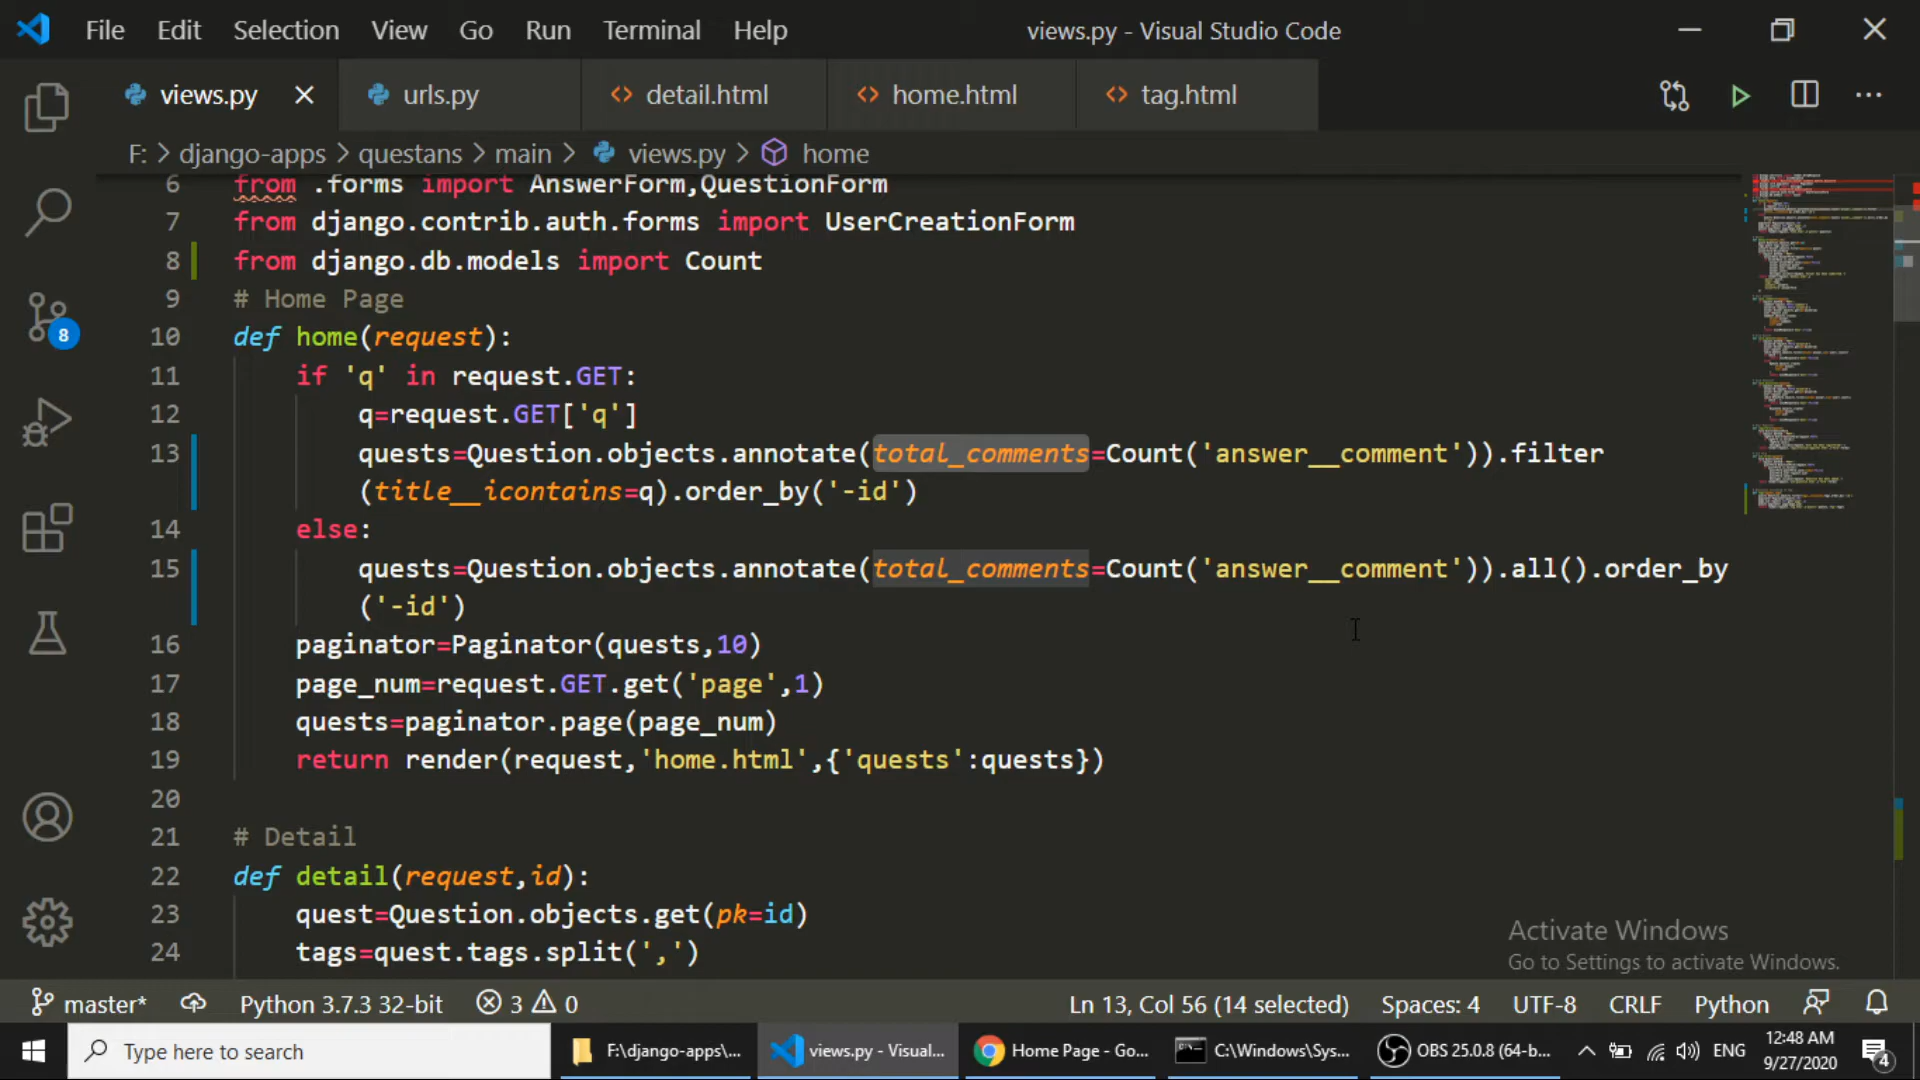 File Edit Selection View Go Run Terminal Help views.py - Visual Studio Code
views.py urls.py detail.html home.html tag.html
F: > django-apps > questans > main > views.py > home
6 from .forms import AnswerForm,QuestionForm
7 from django.contrib.auth.forms import UserCreationForm
8 from django.db.models import Count
9 # Home Page
10 def home(request):
11 if 'q' in request.GET:
12 q=request.GET['q']
13 quests=Question.objects.annotate(total_comments=Count('answer__comment')).filter
(title__icontains=q).order_by('-id')
14 else:
15 quests=Question.objects.annotate(total_comments=Count('answer__comment')).all().order_by
('-id')
16 paginator=Paginator(quests,10)
17 page_num=request.GET.get('page',1)
18 quests=paginator.page(page_num)
19 return render(request,'home.html',{'quests':quests})
20
21 # Detail
22 def detail(request,id):
23 quest=Question.objects.get(pk=id)
24 tags=quest.tags.split(',')
8
Activate Windows
Go to Settings to activate Windows.
master* Python 3.7.3 32-bit 3 0 Ln 13, Col 56 (14 selected) Spaces: 4 UTF-8 CRLF Python
Type here to search F:\django-apps\... views.py - Visual... Home Page - Go... C:\Windows\Sys... OBS 25.0.8 (64-b... ENG 12:48 AM
9/27/2020 4